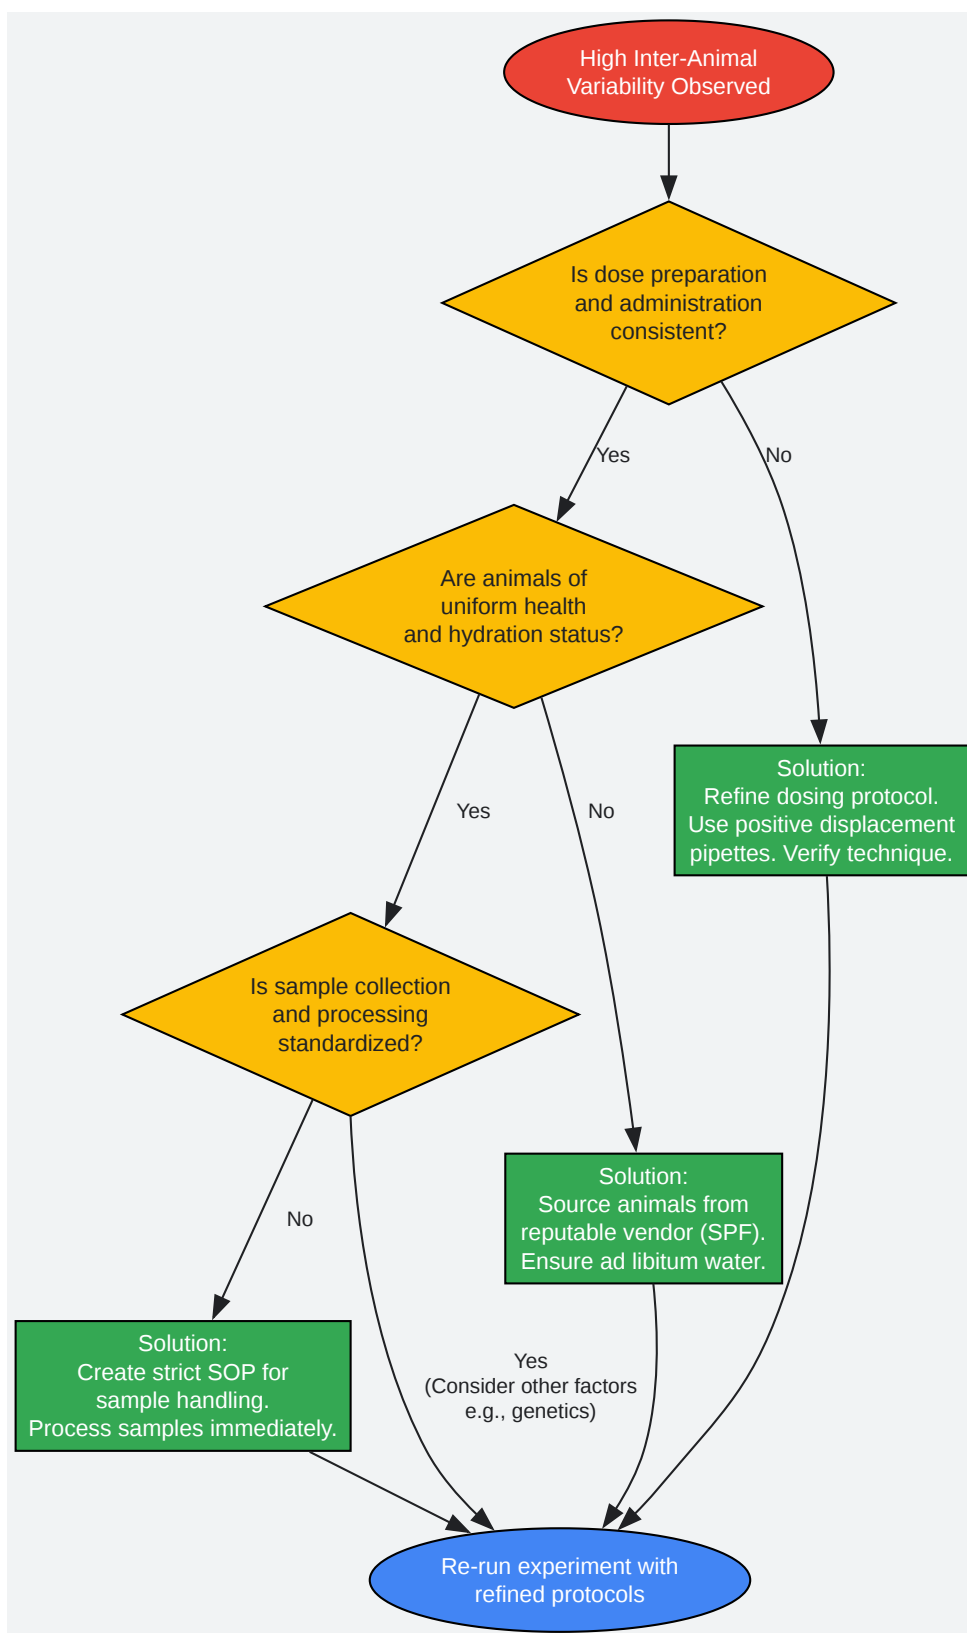 High Inter-Animal
Variability Observed
Is dose preparation
and administration
consistent?
Yes
No
Are animals of
uniform health
and hydration status?
Solution:
Refine dosing protocol.
Use positive displacement
pipettes. Verify technique.
Yes
No
Is sample collection
and processing
standardized?
Solution:
Source animals from
reputable vendor (SPF).
Ensure ad libitum water.
No
Solution:
Create strict SOP for
sample handling.
Process samples immediately.
Yes
(Consider other factors
e.g., genetics)
Re-run experiment with
refined protocols